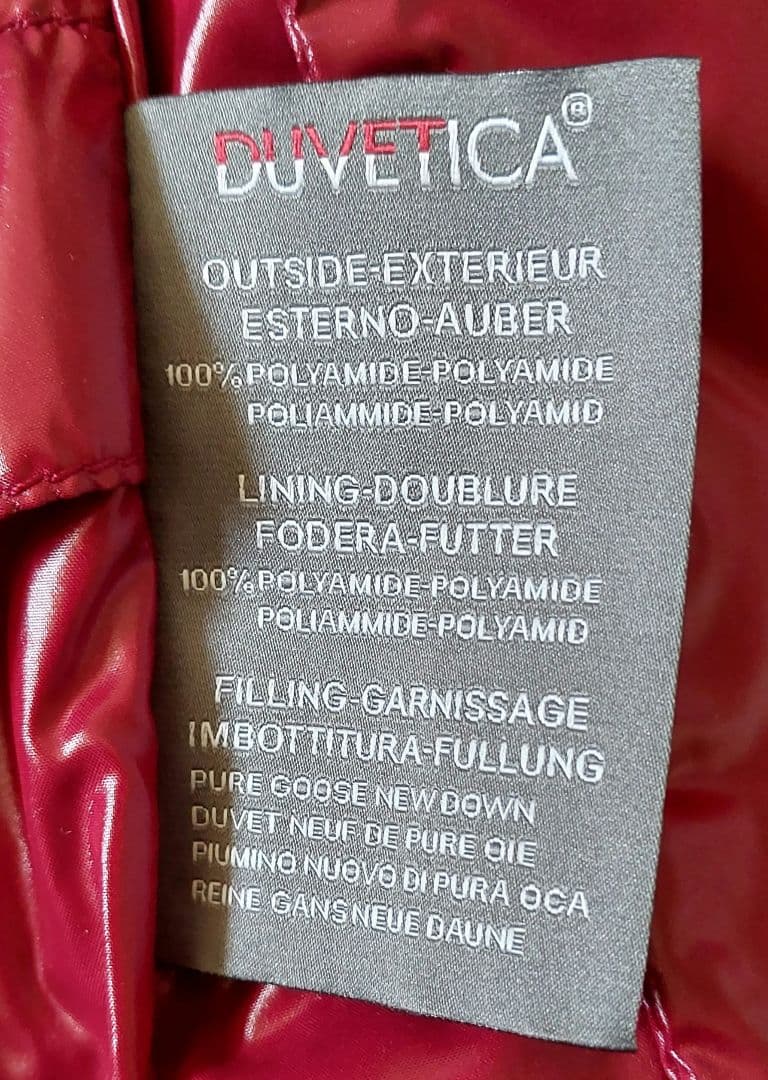 DUVETICA®
OUTSIDE-EXTERIEUR
ESTERNO-AUBER
100% POLYAMIDE-POLYAMIDE
POLIAMMIDE-POLYAMID
LINING-DOUBLURE
FODERA-FUTTER
100% POLYAMIDE-POLYAMIDE
POLIAMMIDE-POLYAMID
FILLING-GARNISSAGE
IMBOTTITURA-FULLUNG
PURE GOOSE NEW DOWN
DUVET NEUF DE PURE OIE
PIUMINO NUOVO DI PURA OCA
REINE GANSNEUE DAUNE